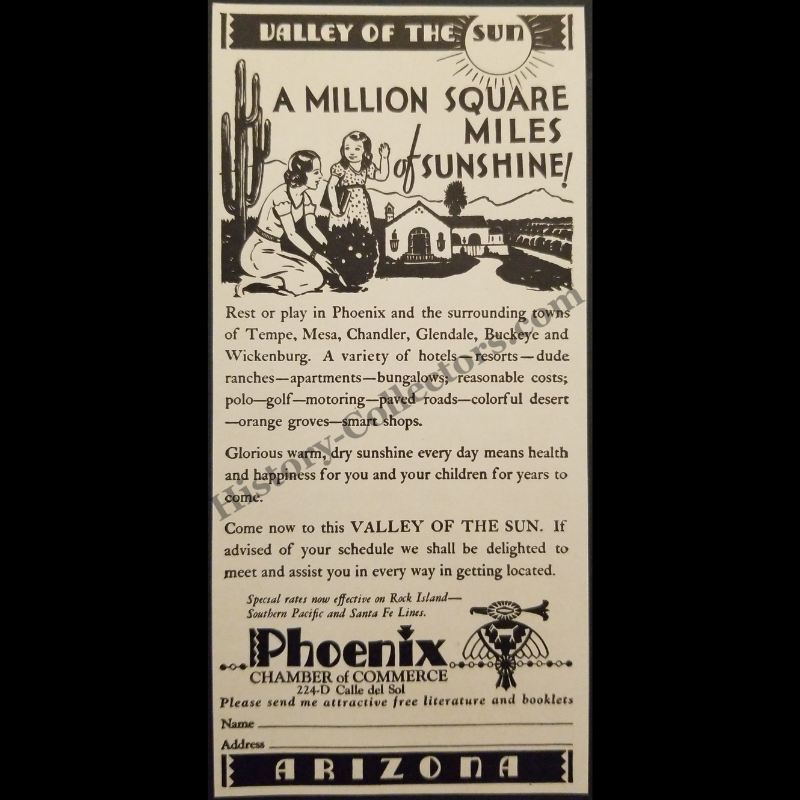 VALLEY OF THE SUN
A MILLION SQUARE
MILES
of SUNSHINE!
Rest or play in Phoenix and the surrounding towns
of Tempe, Mesa, Chandler, Glendale, Buckeye and
Wickenburg. A variety of hotels—resorts—dude
ranches—apartments—bungalows; reasonable costs;
polo—golf—motoring—paved roads—colorful desert
—orange groves—smart shops.
Glorious warm, dry sunshine every day means health
and happiness for you and your children for years to
come.
Come now to this VALLEY OF THE SUN. If
advised of your schedule we shall be delighted to
meet and assist you in every way in getting located.
Special rates now effective on Rock Island—
Southern Pacific and Santa Fe Lines.
Phoenix
CHAMBER of COMMERCE
224-D Calle del Sol
Please send me attractive free literature and booklets
Name
Address
ARIZONA
History-Collectors.com